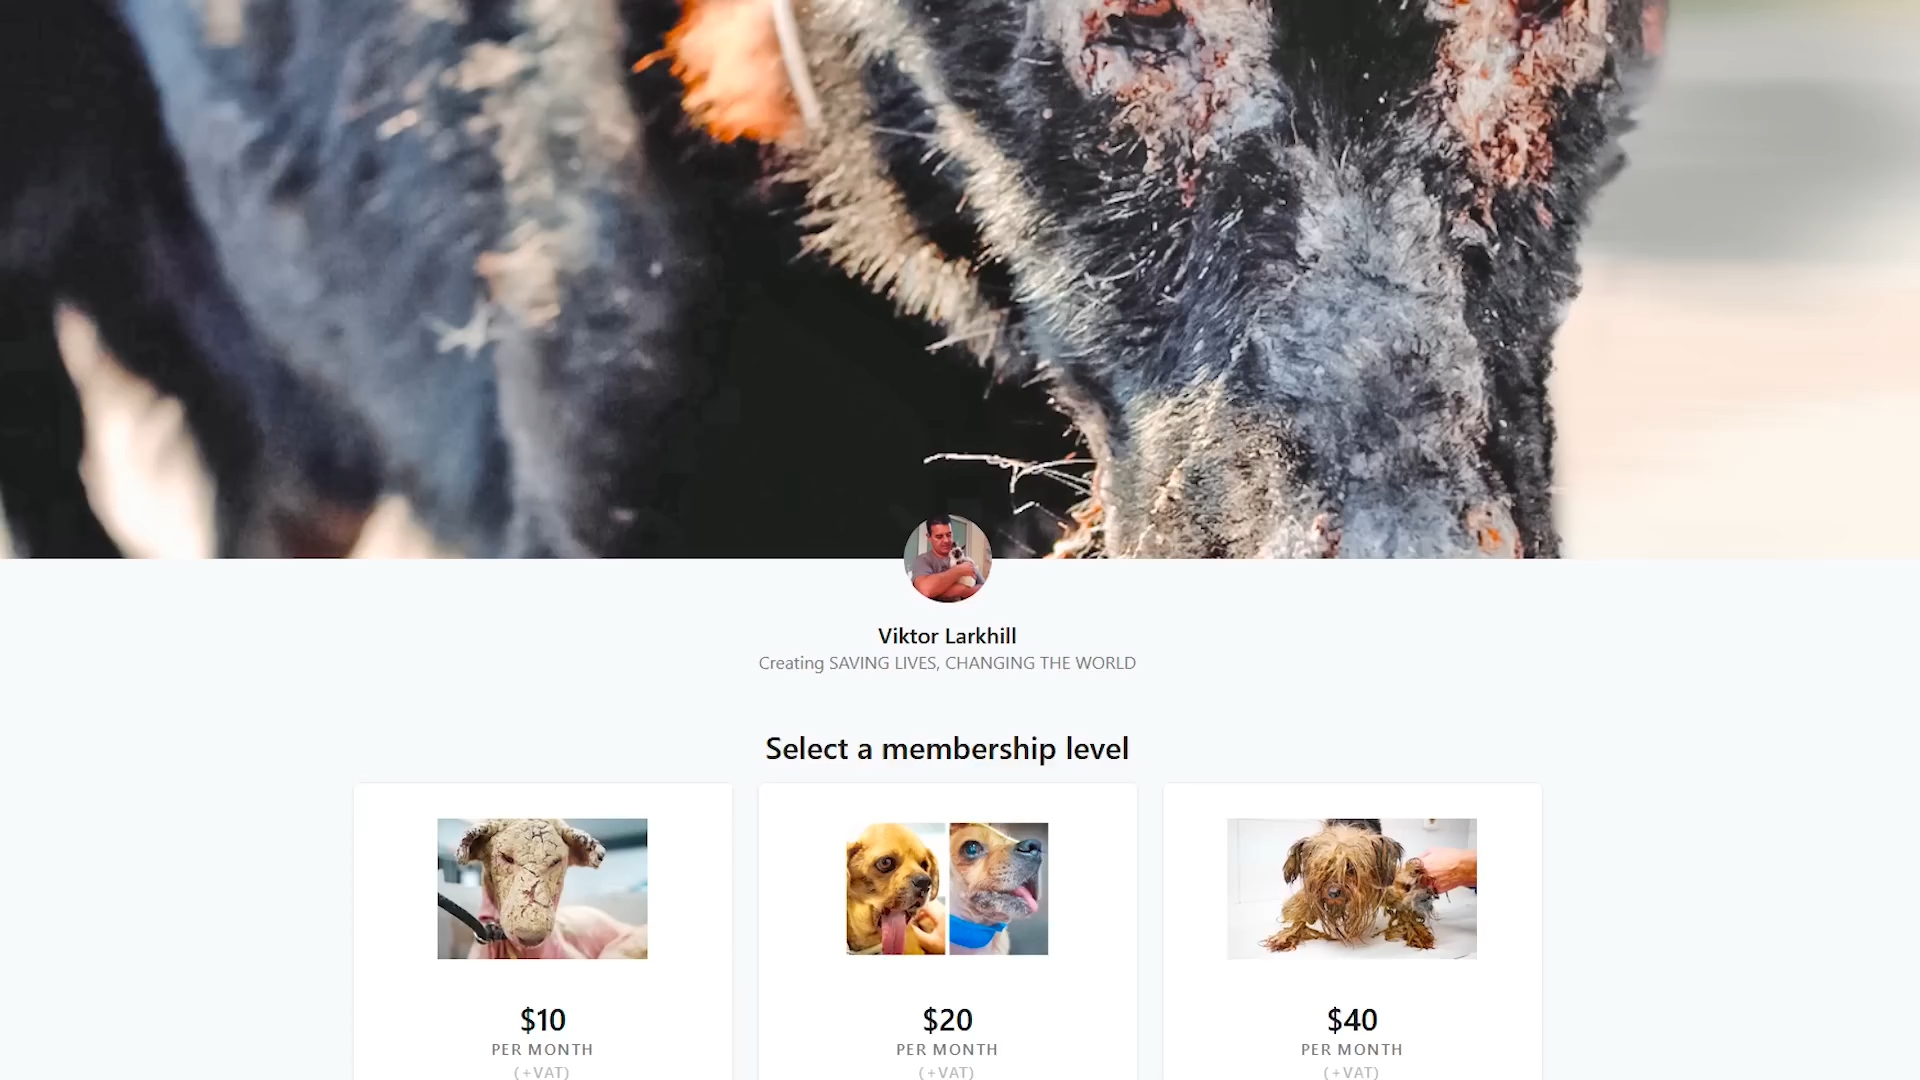 Viktor Larkhill
Creating SAVING LIVES, CHANGING THE WORLD
Select a membership level
$10
PER MONTH
(+VAT)
$20
PER MONTH
(+VAT)
$40
PER MONTH
(+VAT)